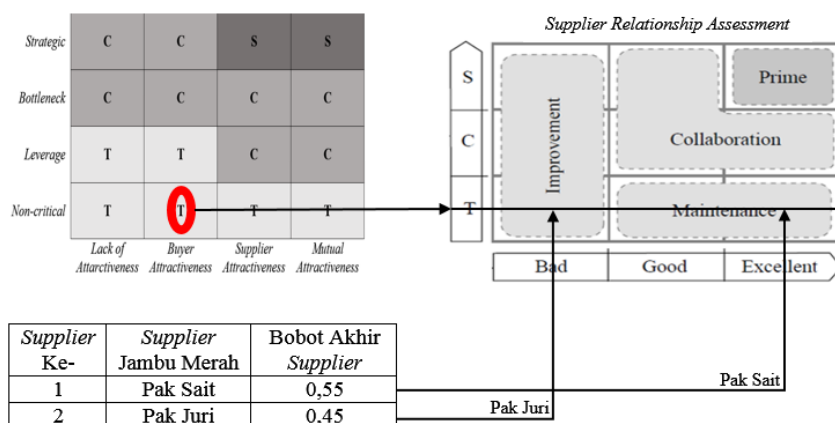 Strategic C C S S
Bottleneck C C C C
Leverage T T C C
Non-critical T T T T
Lack of Attarctiveness
Buyer Attractiveness
Supplier Attractiveness
Mutual Attractiveness
Supplier Relationship Assessment
S
C
T
Improvement
Prime
Collaboration
Maintenance
Bad Good Excellent
Supplier Ke-
Supplier Jambu Merah
Bobot Akhir Supplier
1 Pak Sait 0,55
2 Pak Juri 0,45
Pak Sait
Pak Juri